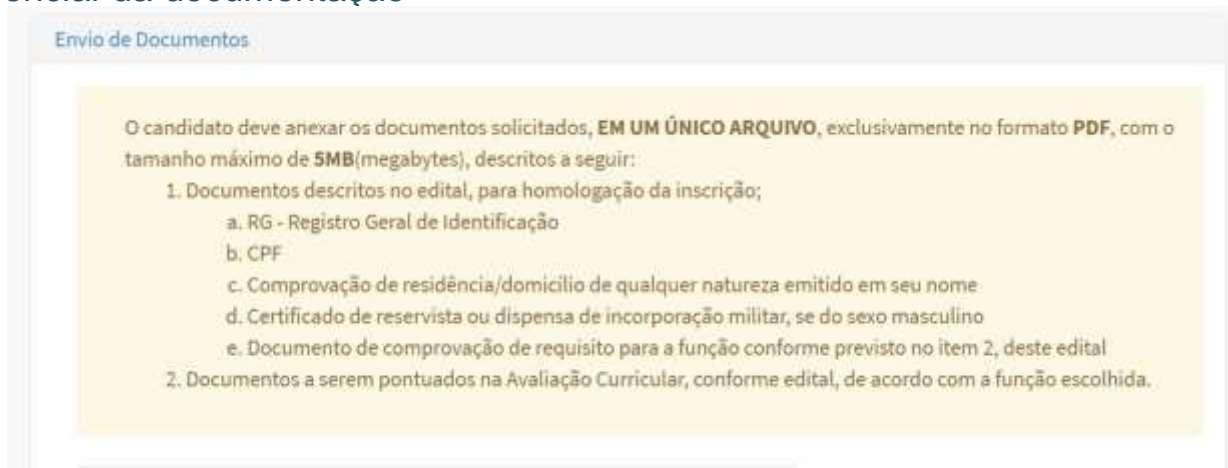 Envio de Documentos
O candidato deve anexar os documentos solicitados, EM UM ÚNICO ARQUIVO, exclusivamente no formato PDF, com o
tamanho máximo de 5MB(megabytes), descritos a seguir:
1. Documentos descritos no edital, para homologação da inscrição;
a. RG - Registro Geral de Identificação
b. CPF
c. Comprovação de residência/domicílio de qualquer natureza emitido em seu nome
d. Certificado de reservista ou dispensa de incorporação militar, se do sexo masculino
e. Documento de comprovação de requisito para a função conforme previsto no item 2, deste edital
2. Documentos a serem pontuados na Avaliação Curricular, conforme edital, de acordo com a função escolhida.